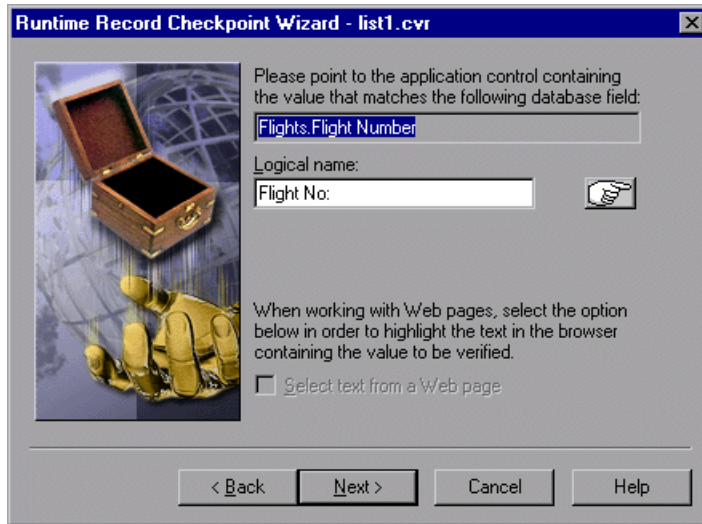 Runtime Record Checkpoint Wizard - list1.cvr
Please point to the application control containing
the value that matches the following database field:
Flights.Flight Number
Logical name:
Flight No:
When working with Web pages, select the option
below in order to highlight the text in the browser
containing the value to be verified.
Select text from a Web page
< Back
Next >
Cancel
Help